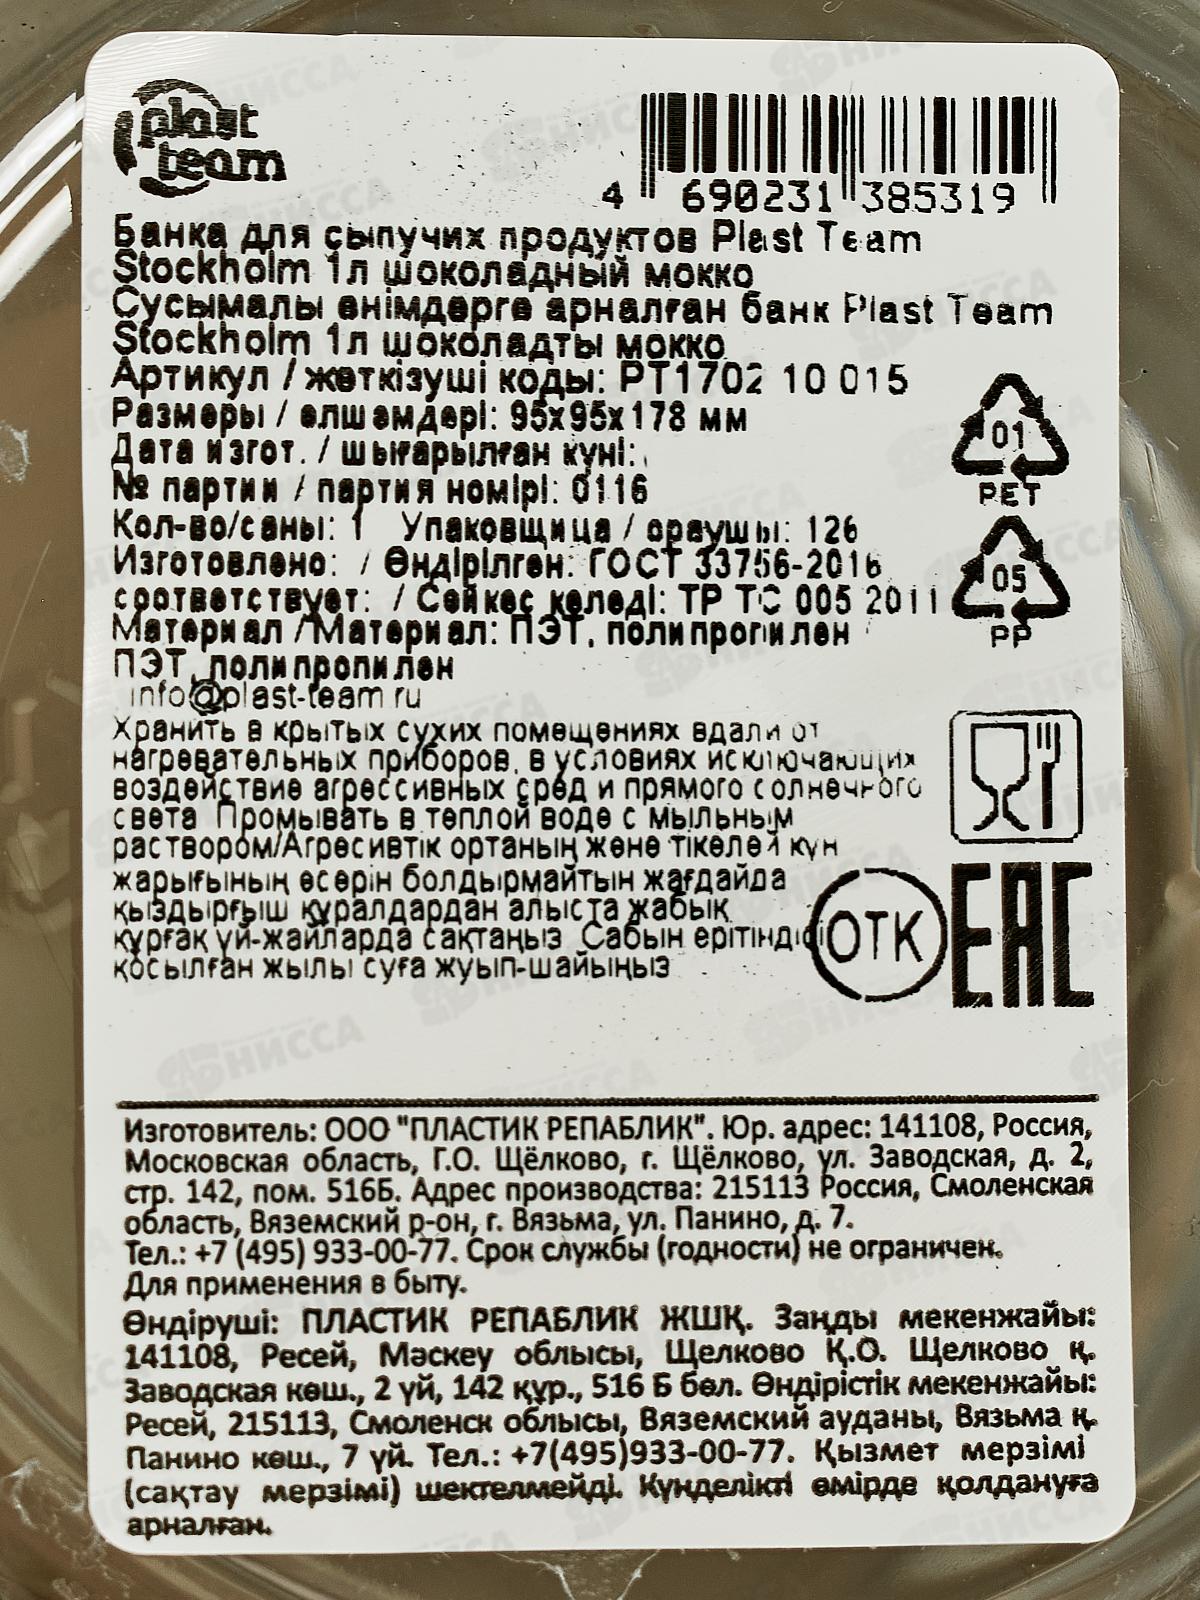 plast team
4 690231 385319
Банка для сыпучих продуктов Plast Team
Stockholm 1л шоколадный мокко
Сусымалы өнімдерге арналған банк Plast Team
Stockholm 1л шоколадты мокко
Артикул / жеткізуші коды: PT1702 10 015
Размеры / өлшемдері: 95x95x178 мм
Дата изгот. / шығарылған күні:
№ партии / партия номірі: 0116
Кол-во/саны: 1 Упаковщица / ораушы: 126
Изготовлено: / Өндірілген: ГОСТ 33756-2016
соответствует: / Сәйкес келеді: ТР ТС 005 2011
Материал /Материал: ПЭТ, полипропилен
ПЭТ, полипропилен
info@plast-team.ru
Хранить в крытых сухих помещениях вдали от
нагревательных приборов, в условиях исключающих
воздействие агрессивных сред и прямого солнечного
света Промывать в теплой воде с мыльным
раствором/Агресивтік ортаның және тікелей күн
жарығының әсерін болдырмайтын жағдайда
қыздырғыш құралдардан алыста жабық
құрғақ үй-жайларда сақтаңыз Сабын ерітіндісі
қосылған жылы суға жуып-шайыңыз
01
PET
05
PP
ОТК
EAC
Изготовитель: ООО "ПЛАСТИК РЕПАБЛИК". Юр. адрес: 141108, Россия,
Московская область, Г.О. Щёлково, г. Щёлково, ул. Заводская, д. 2,
стр. 142, пом. 516Б. Адрес производства: 215113 Россия, Смоленская
область, Вяземский р-он, г. Вязьма, ул. Панино, д. 7.
Тел.: +7 (495) 933-00-77. Срок службы (годности) не ограничен.
Для применения в быту.
Өндіруші: ПЛАСТИК РЕПАБЛИК ЖШҚ. Заңды мекенжайы:
141108, Ресей, Мәскеу облысы, Щелково Қ.О. Щелково қ.
Заводская көш., 2 үй, 142 құр., 516 Б бөл. Өндірістік мекенжайы:
Ресей, 215113, Смоленск облысы, Вяземский ауданы, Вязьма қ.
Панино көш., 7 үй. Тел.: +7(495)933-00-77. Қызмет мерзімі
(сақтау мерзімі) шектелмейді. Күнделікті өмірде қолдануға
арналған.